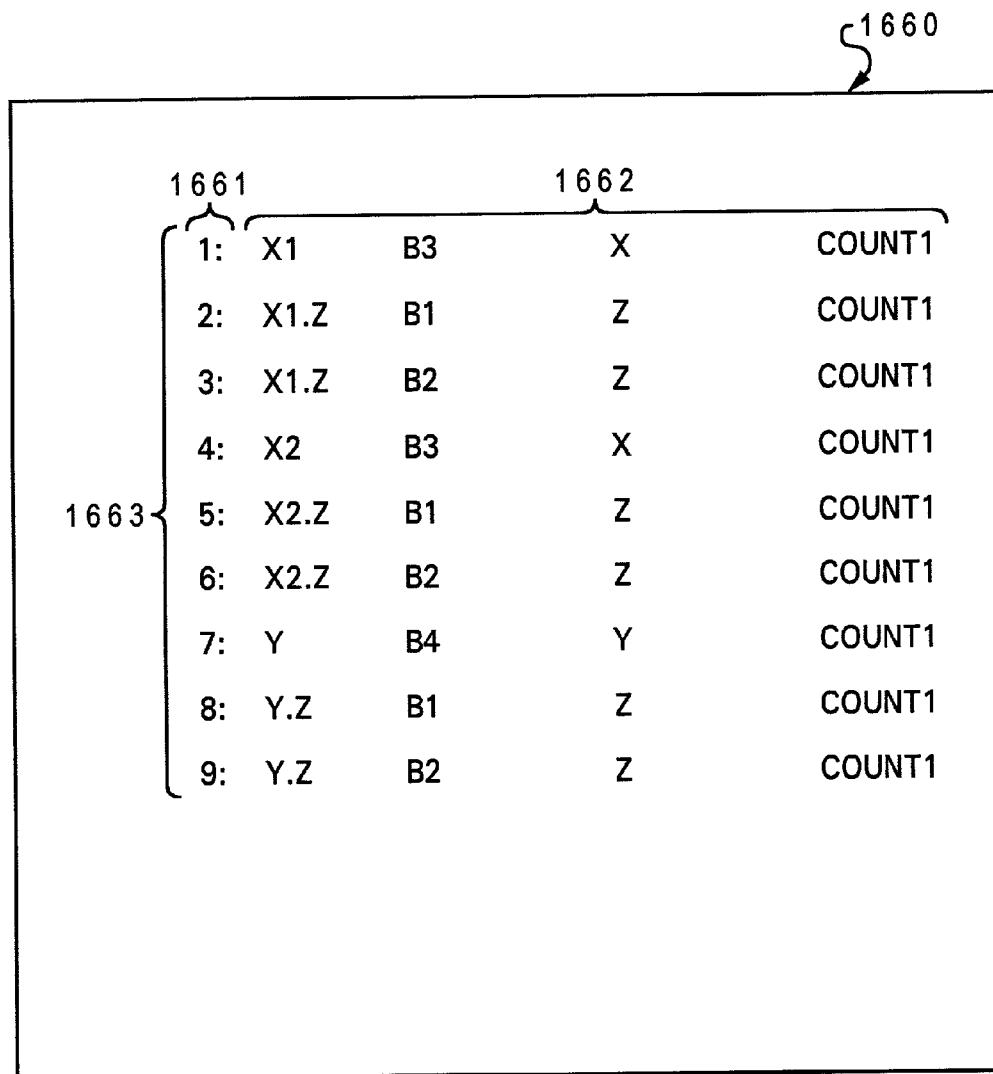 1660
1661 1662
1: X1 B3 X COUNT1
2: X1.Z B1 Z COUNT1
3: X1.Z B2 Z COUNT1
4: X2 B3 X COUNT1
1663 5: X2.Z B1 Z COUNT1
6: X2.Z B2 Z COUNT1
7: Y B4 Y COUNT1
8: Y.Z B1 Z COUNT1
9: Y.Z B2 Z COUNT1